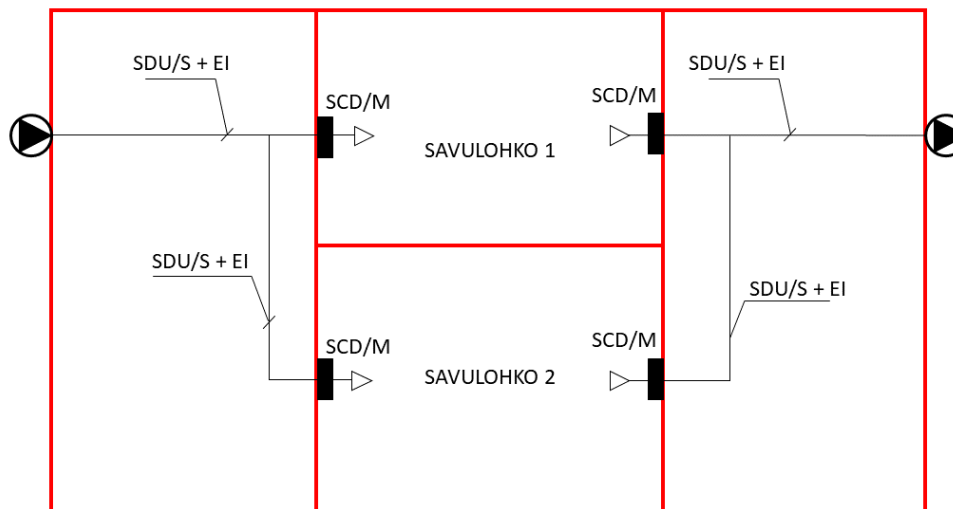 SDU/S + EI
SDU/S + EI
SCD/M
SCD/M
SAVULOHKO 1
SDU/S + EI
SDU/S + EI
SCD/M
SCD/M
SAVULOHKO 2